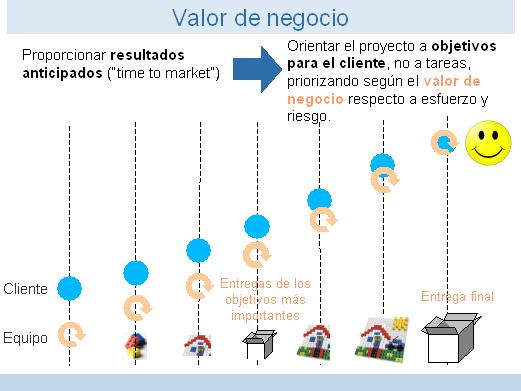 Valor de negocio
Proporcionar resultados
anticipados ("time to market")
Orientar el proyecto a objetivos
para el cliente, no a tareas,
priorizando según el valor de
negocio respecto a esfuerzo y
riesgo.
Cliente
Entregas de los
objetivos más
importantes
Entrega final
Equipo